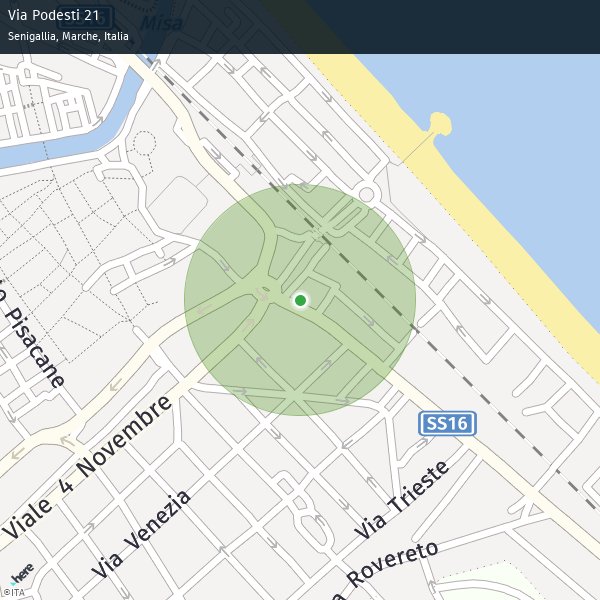 Via Podesti 21
Senigallia, Marche, Italia
SS16
Misa
Pisacane
SS16
Viale 4 Novembre
Via Venezia
Via Trieste
Rovereto
here
©ITA